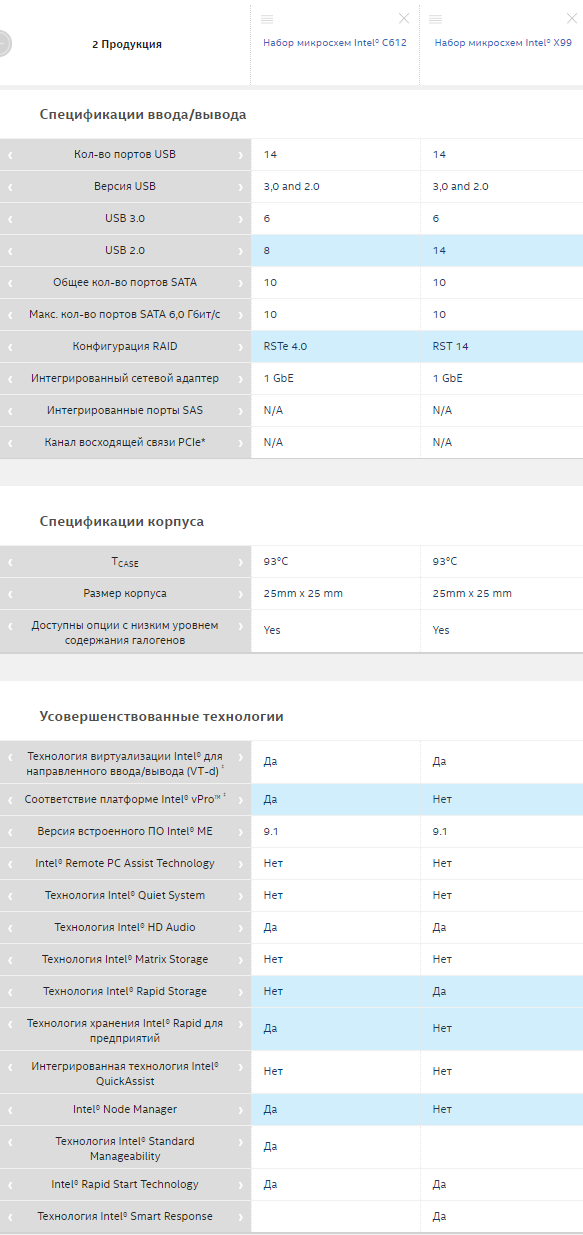 2 Продукция
Набор микросхем Intel® C612
Набор микросхем Intel® X99
Спецификации ввода/вывода
Кол-во портов USB 14 14
Версия USB 3,0 and 2.0 3,0 and 2.0
USB 3.0 6 6
USB 2.0 8 14
Общее кол-во портов SATA 10 10
Макс. кол-во портов SATA 6,0 Гбит/с 10 10
Конфигурация RAID RSTe 4.0 RST 14
Интегрированный сетевой адаптер 1 GbE 1 GbE
Интегрированные порты SAS N/A N/A
Канал восходящей связи PCIe* N/A N/A
Спецификации корпуса
TCASE 93°C 93°C
Размер корпуса 25mm x 25 mm 25mm x 25 mm
Доступны опции с низким уровнем
содержания галогенов Yes Yes
Усовершенствованные технологии
Технология виртуализации Intel® для
направленного ввода/вывода (VT-d) ‡ Да Да
Соответствие платформе Intel® vPro™ ‡ Да Нет
Версия встроенного ПО Intel® ME 9.1 9.1
Intel® Remote PC Assist Technology Нет Нет
Технология Intel® Quiet System Нет Нет
Технология Intel® HD Audio Да Да
Технология Intel® Matrix Storage Нет Нет
Технология Intel® Rapid Storage Нет Да
Технология хранения Intel® Rapid для
предприятий Да Нет
Интегрированная технология Intel®
QuickAssist Нет Нет
Intel® Node Manager Да Нет
Технология Intel® Standard
Manageability Да
Intel® Rapid Start Technology Да Да
Технология Intel® Smart Response Да